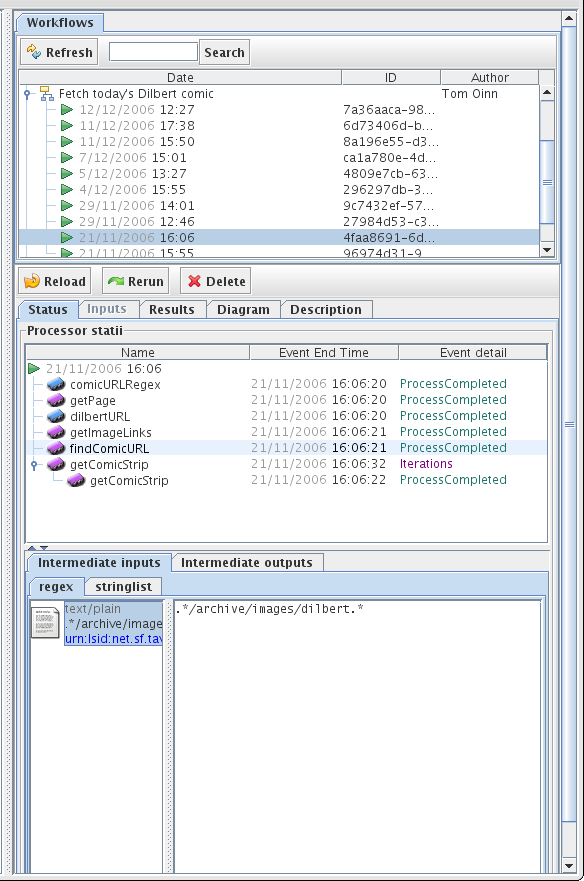 Workflows
Refresh Search
Date ID Author
Fetch today's Dilbert comic Tom Oinn
12/12/2006 12:27 7a36aaca-98...
11/12/2006 17:38 6d73406d-b...
11/12/2006 15:50 8a196e55-d3...
7/12/2006 15:01 ca1a780e-4d...
5/12/2006 13:27 4809e7cb-63...
4/12/2006 15:55 296297db-3...
29/11/2006 14:01 9c7432ef-57...
29/11/2006 12:46 27984d53-c3...
21/11/2006 16:06 4faa8691-6d...
21/11/2006 15:55 96974d31-9
Reload Rerun Delete
Status Inputs Results Diagram Description
Processor statii
Name Event End Time Event detail
21/11/2006 16:06
comicURLRegex 21/11/2006 16:06:20 ProcessCompleted
getPage 21/11/2006 16:06:20 ProcessCompleted
dilbertURL 21/11/2006 16:06:20 ProcessCompleted
getImageLinks 21/11/2006 16:06:21 ProcessCompleted
findComicURL 21/11/2006 16:06:21 ProcessCompleted
getComicStrip 21/11/2006 16:06:32 Iterations
getComicStrip 21/11/2006 16:06:22 ProcessCompleted
Intermediate inputs Intermediate outputs
regex stringlist
text/plain .*/archive/images/dilbert.*
.*/archive/image
urn:lsid:net.sf.tav